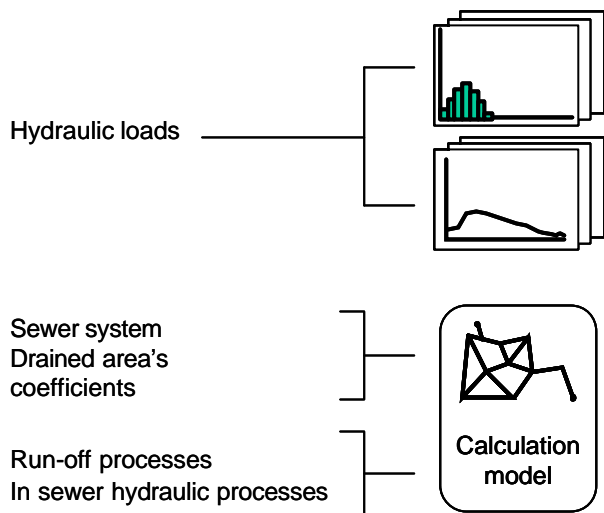 Hydraulic loads
Sewer system
Drained area's
coefficients
Run-off processes
In sewer hydraulic processes
Calculation
model